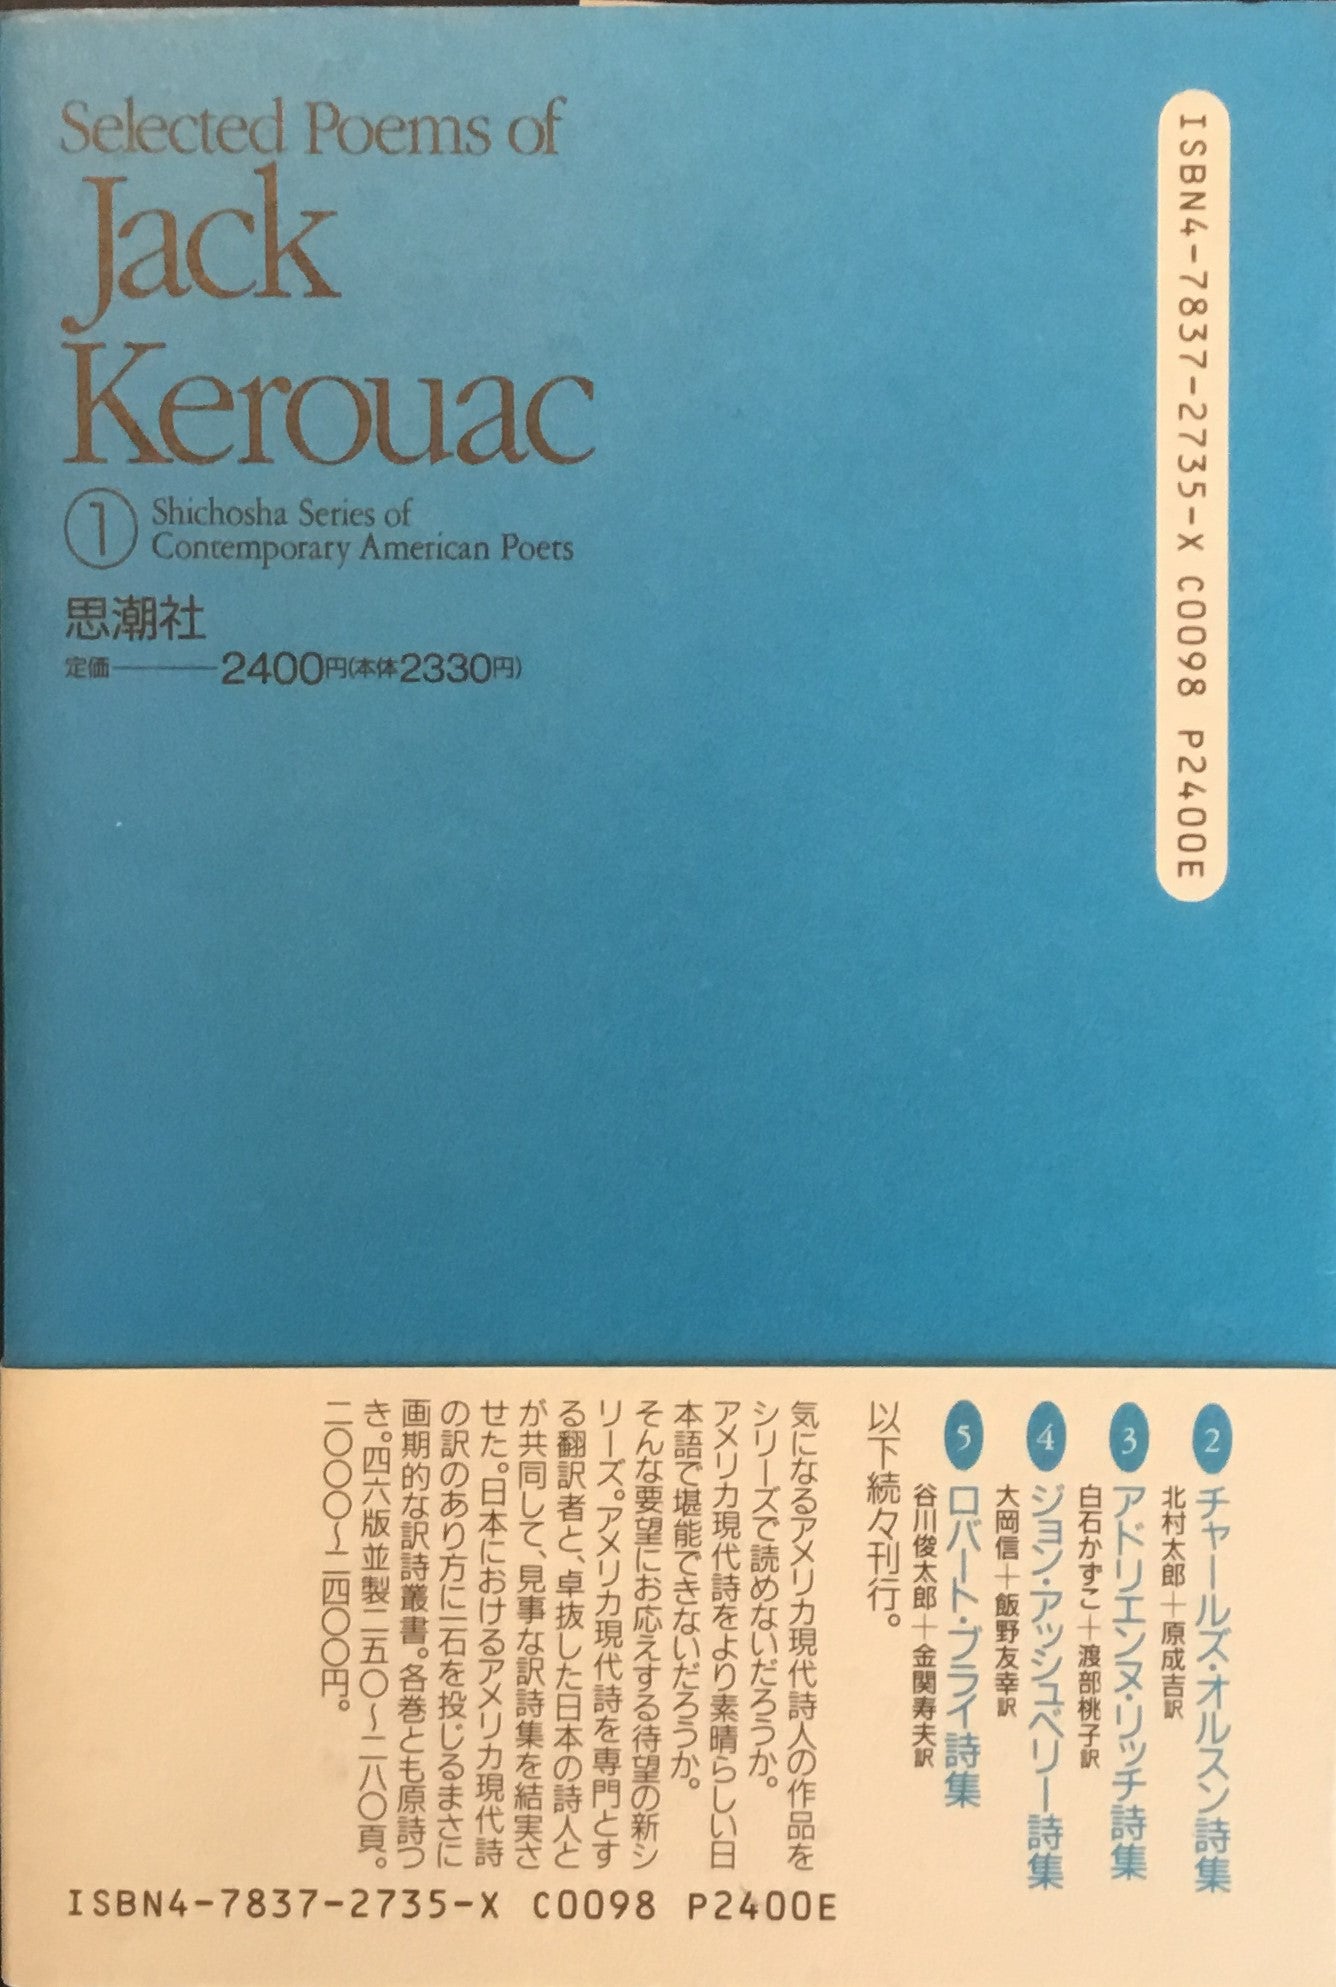 Selected Poems of
Jack
Kerouac
① Shichosha Series of
Contemporary American Poets
思潮社
定価―――2400円(本体2330円)
ISBN4-7837-2735-X C0098 P2400E
2 チャールズ・オルスン詩集
北村太郎+原成吉訳
3 アドリエンヌ・リッチ詩集
白石かずこ+渡部桃子訳
4 ジョン・アッシュベリー詩集
大岡信+飯野友幸訳
5 ロバート・ブライ詩集
谷川俊太郎+金関寿夫訳
以下続々刊行。
気になるアメリカ現代詩人の作品を
シリーズで読めないだろうか。
アメリカ現代詩をより素晴らしい日
本語で堪能できないだろうか。
そんな要望にお応えする待望の新シ
リーズ。アメリカ現代詩を専門とす
る翻訳者と、卓抜した日本の詩人と
が共同して、見事な訳詩集を結実さ
せた。日本におけるアメリカ現代詩
の訳のあり方に一石を投じるまさに
画期的な訳詩叢書。各巻とも原詩つ
き。四六版並製二五〇〜二八〇頁。
二〇〇〇〜二四〇〇円。
ISBN4-7837-2735-X C0098 P2400E